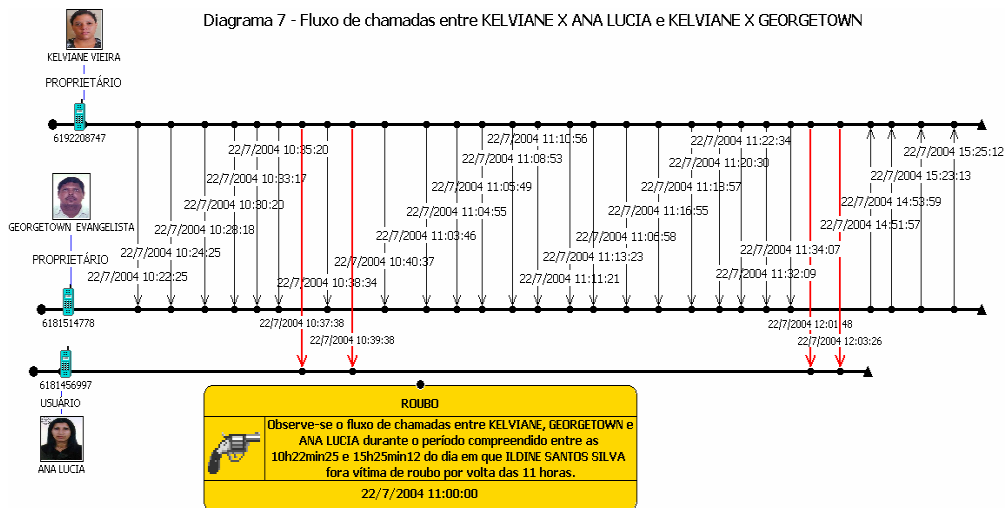 Diagrama 7 - Fluxo de chamadas entre KELVIANE X ANA LUCIA e KELVIANE X GEORGETOWN
KELVIANE VIEIRA
PROPRIETÁRIO
6192208747
22/7/2004 11:10:56
22/7/2004 11:22:34
22/7/2004 10:35:20
22/7/2004 11:08:53
22/7/2004 11:20:30
22/7/2004 15:25:12
22/7/2004 10:33:17
22/7/2004 11:05:49
22/7/2004 11:18:57
22/7/2004 15:23:13
22/7/2004 10:30:20
22/7/2004 11:04:55
22/7/2004 11:16:55
22/7/2004 14:53:59
22/7/2004 10:28:18
22/7/2004 11:03:46
22/7/2004 11:06:58
22/7/2004 14:51:57
GEORGETOWN EVANGELISTA
22/7/2004 10:24:25
22/7/2004 10:40:37
22/7/2004 11:13:23
22/7/2004 11:34:07
PROPRIETÁRIO
22/7/2004 10:22:25
22/7/2004 10:38:34
22/7/2004 11:11:21
22/7/2004 11:32:09
6181514778
22/7/2004 10:37:38
22/7/2004 12:01:48
22/7/2004 10:39:38
22/7/2004 12:03:26
6181456997
USUÁRIO
ANA LUCIA
ROUBO
Observe-se o fluxo de chamadas entre KELVIANE, GEORGETOWN e
ANA LUCIA durante o período compreendido entre as
10h22min25 e 15h25min12 do dia em que ILDINE SANTOS SILVA
fora vítima de roubo por volta das 11 horas.
22/7/2004 11:00:00